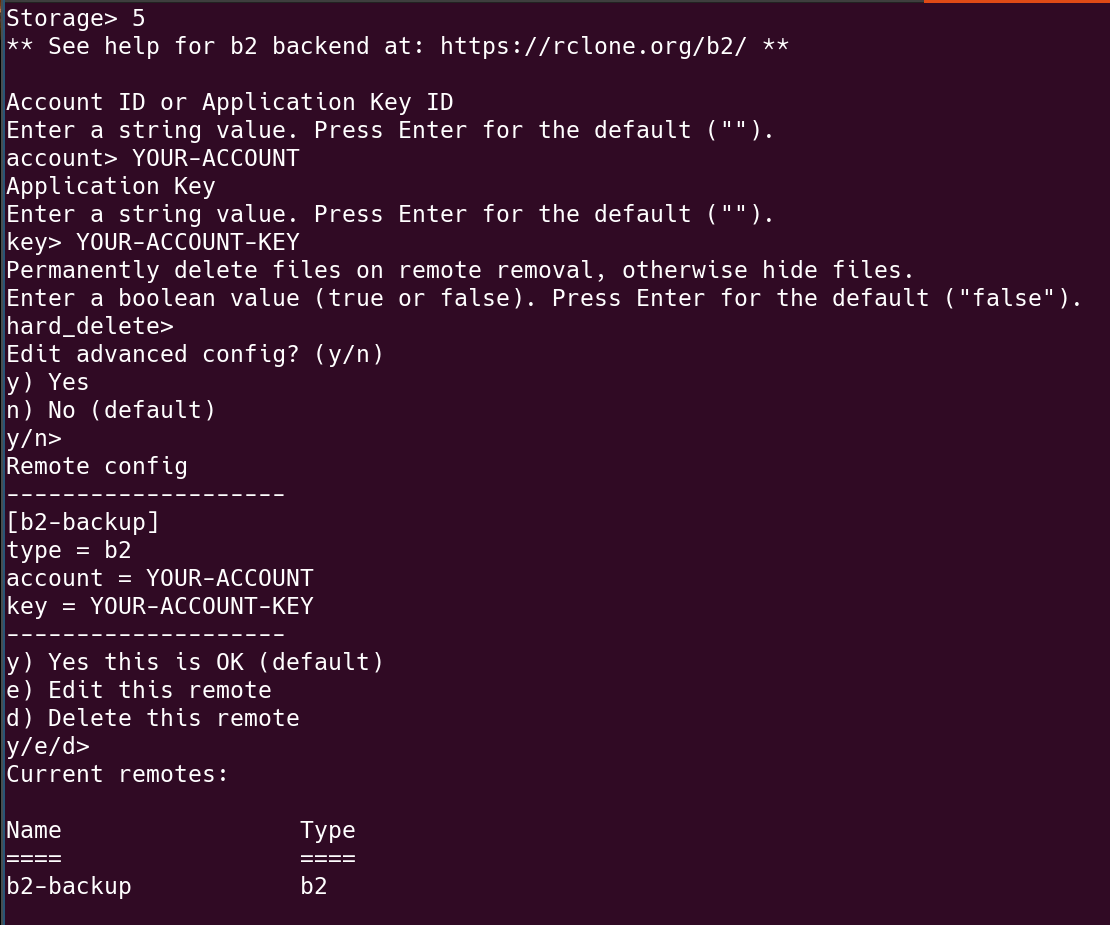 Storage> 5
** See help for b2 backend at: https://rclone.org/b2/ **
Account ID or Application Key ID
Enter a string value. Press Enter for the default ("").
account> YOUR-ACCOUNT
Application Key
Enter a string value. Press Enter for the default ("").
key> YOUR-ACCOUNT-KEY
Permanently delete files on remote removal, otherwise hide files.
Enter a boolean value (true or false). Press Enter for the default ("false").
hard_delete>
Edit advanced config? (y/n)
y) Yes
n) No (default)
y/n>
Remote config
--------------------
[b2-backup]
type = b2
account = YOUR-ACCOUNT
key = YOUR-ACCOUNT-KEY
--------------------
y) Yes this is OK (default)
e) Edit this remote
d) Delete this remote
y/e/d>
Current remotes:
Name                 Type
====                 ====
b2-backup            b2